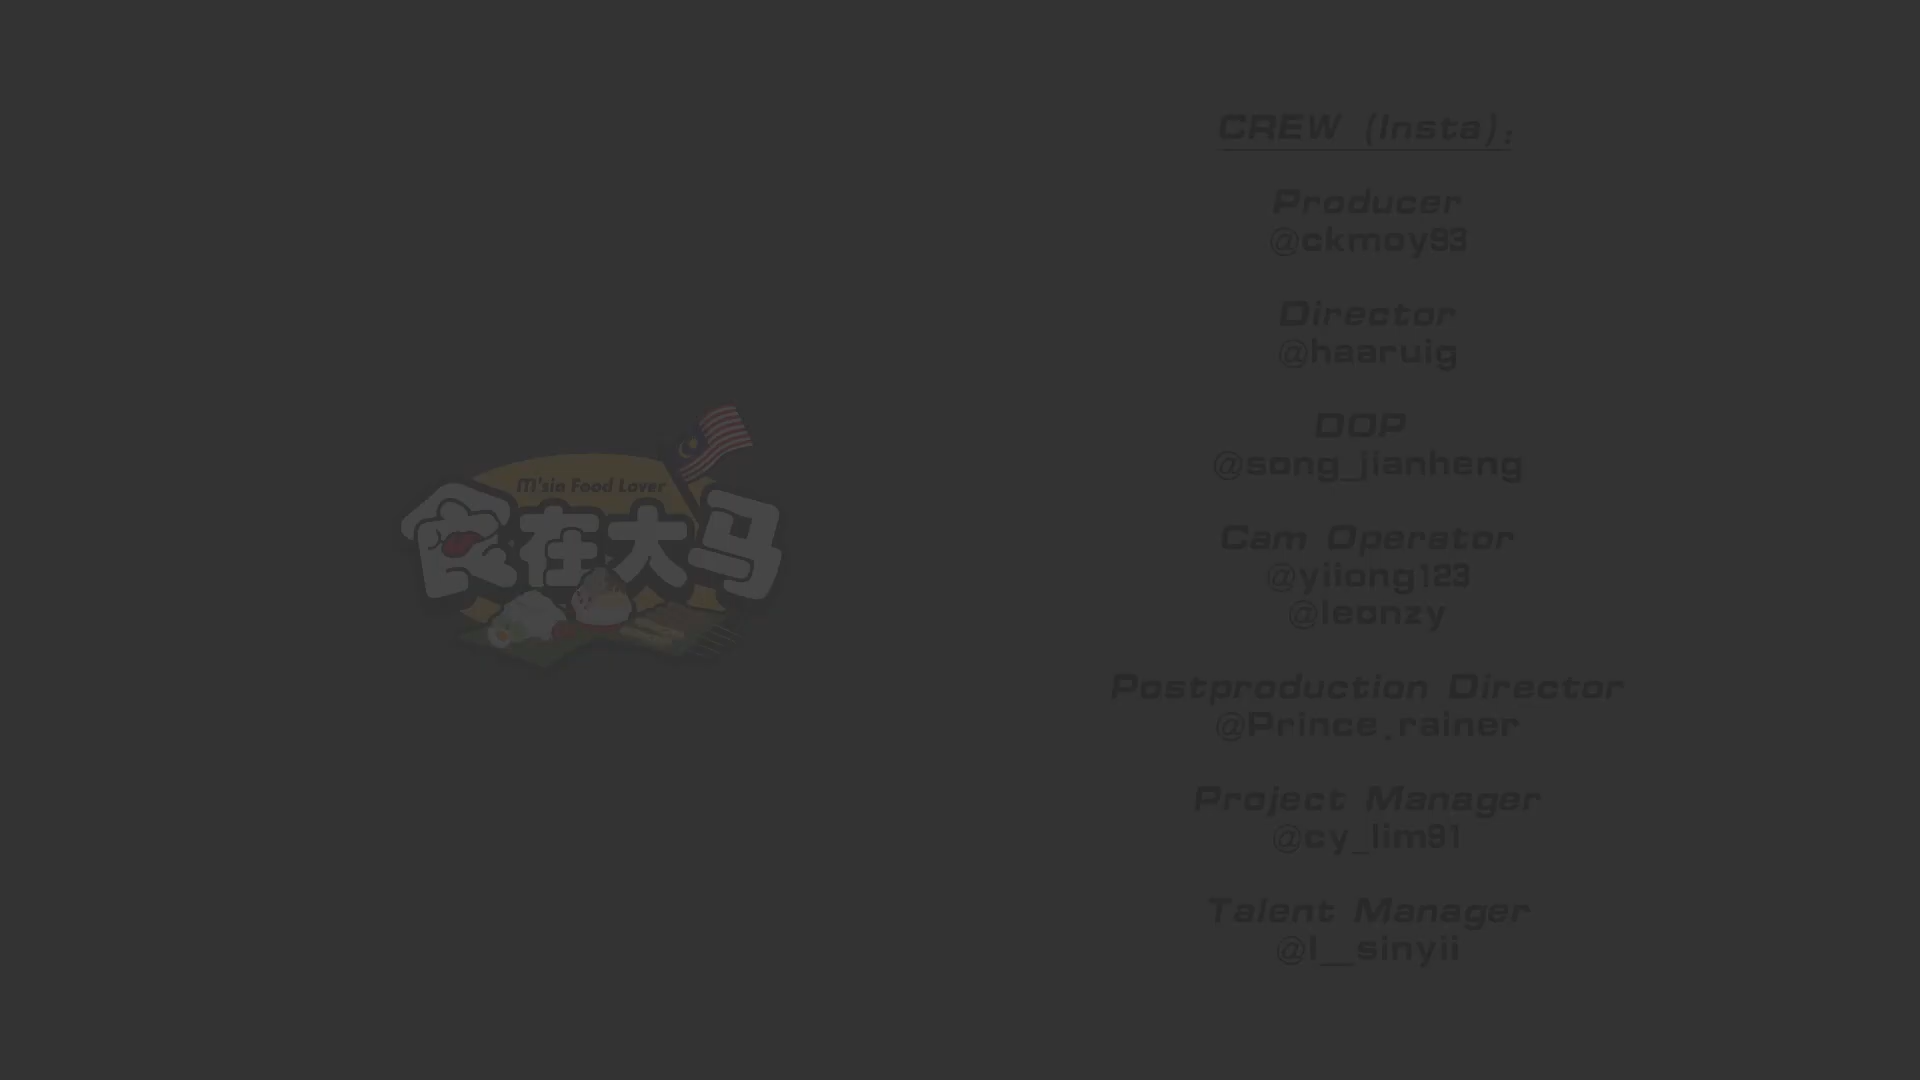 M'sia Food Lover
食在大马
CREW (Insta):
Producer
@ckmoy93
Director
@haaruig
DOP
@song_jianheng
Cam Operator
@yiiong123
@leonzy
Postproduction Director
@Prince.rainer
Project Manager
@cy_lim91
Talent Manager
@l__sinyii